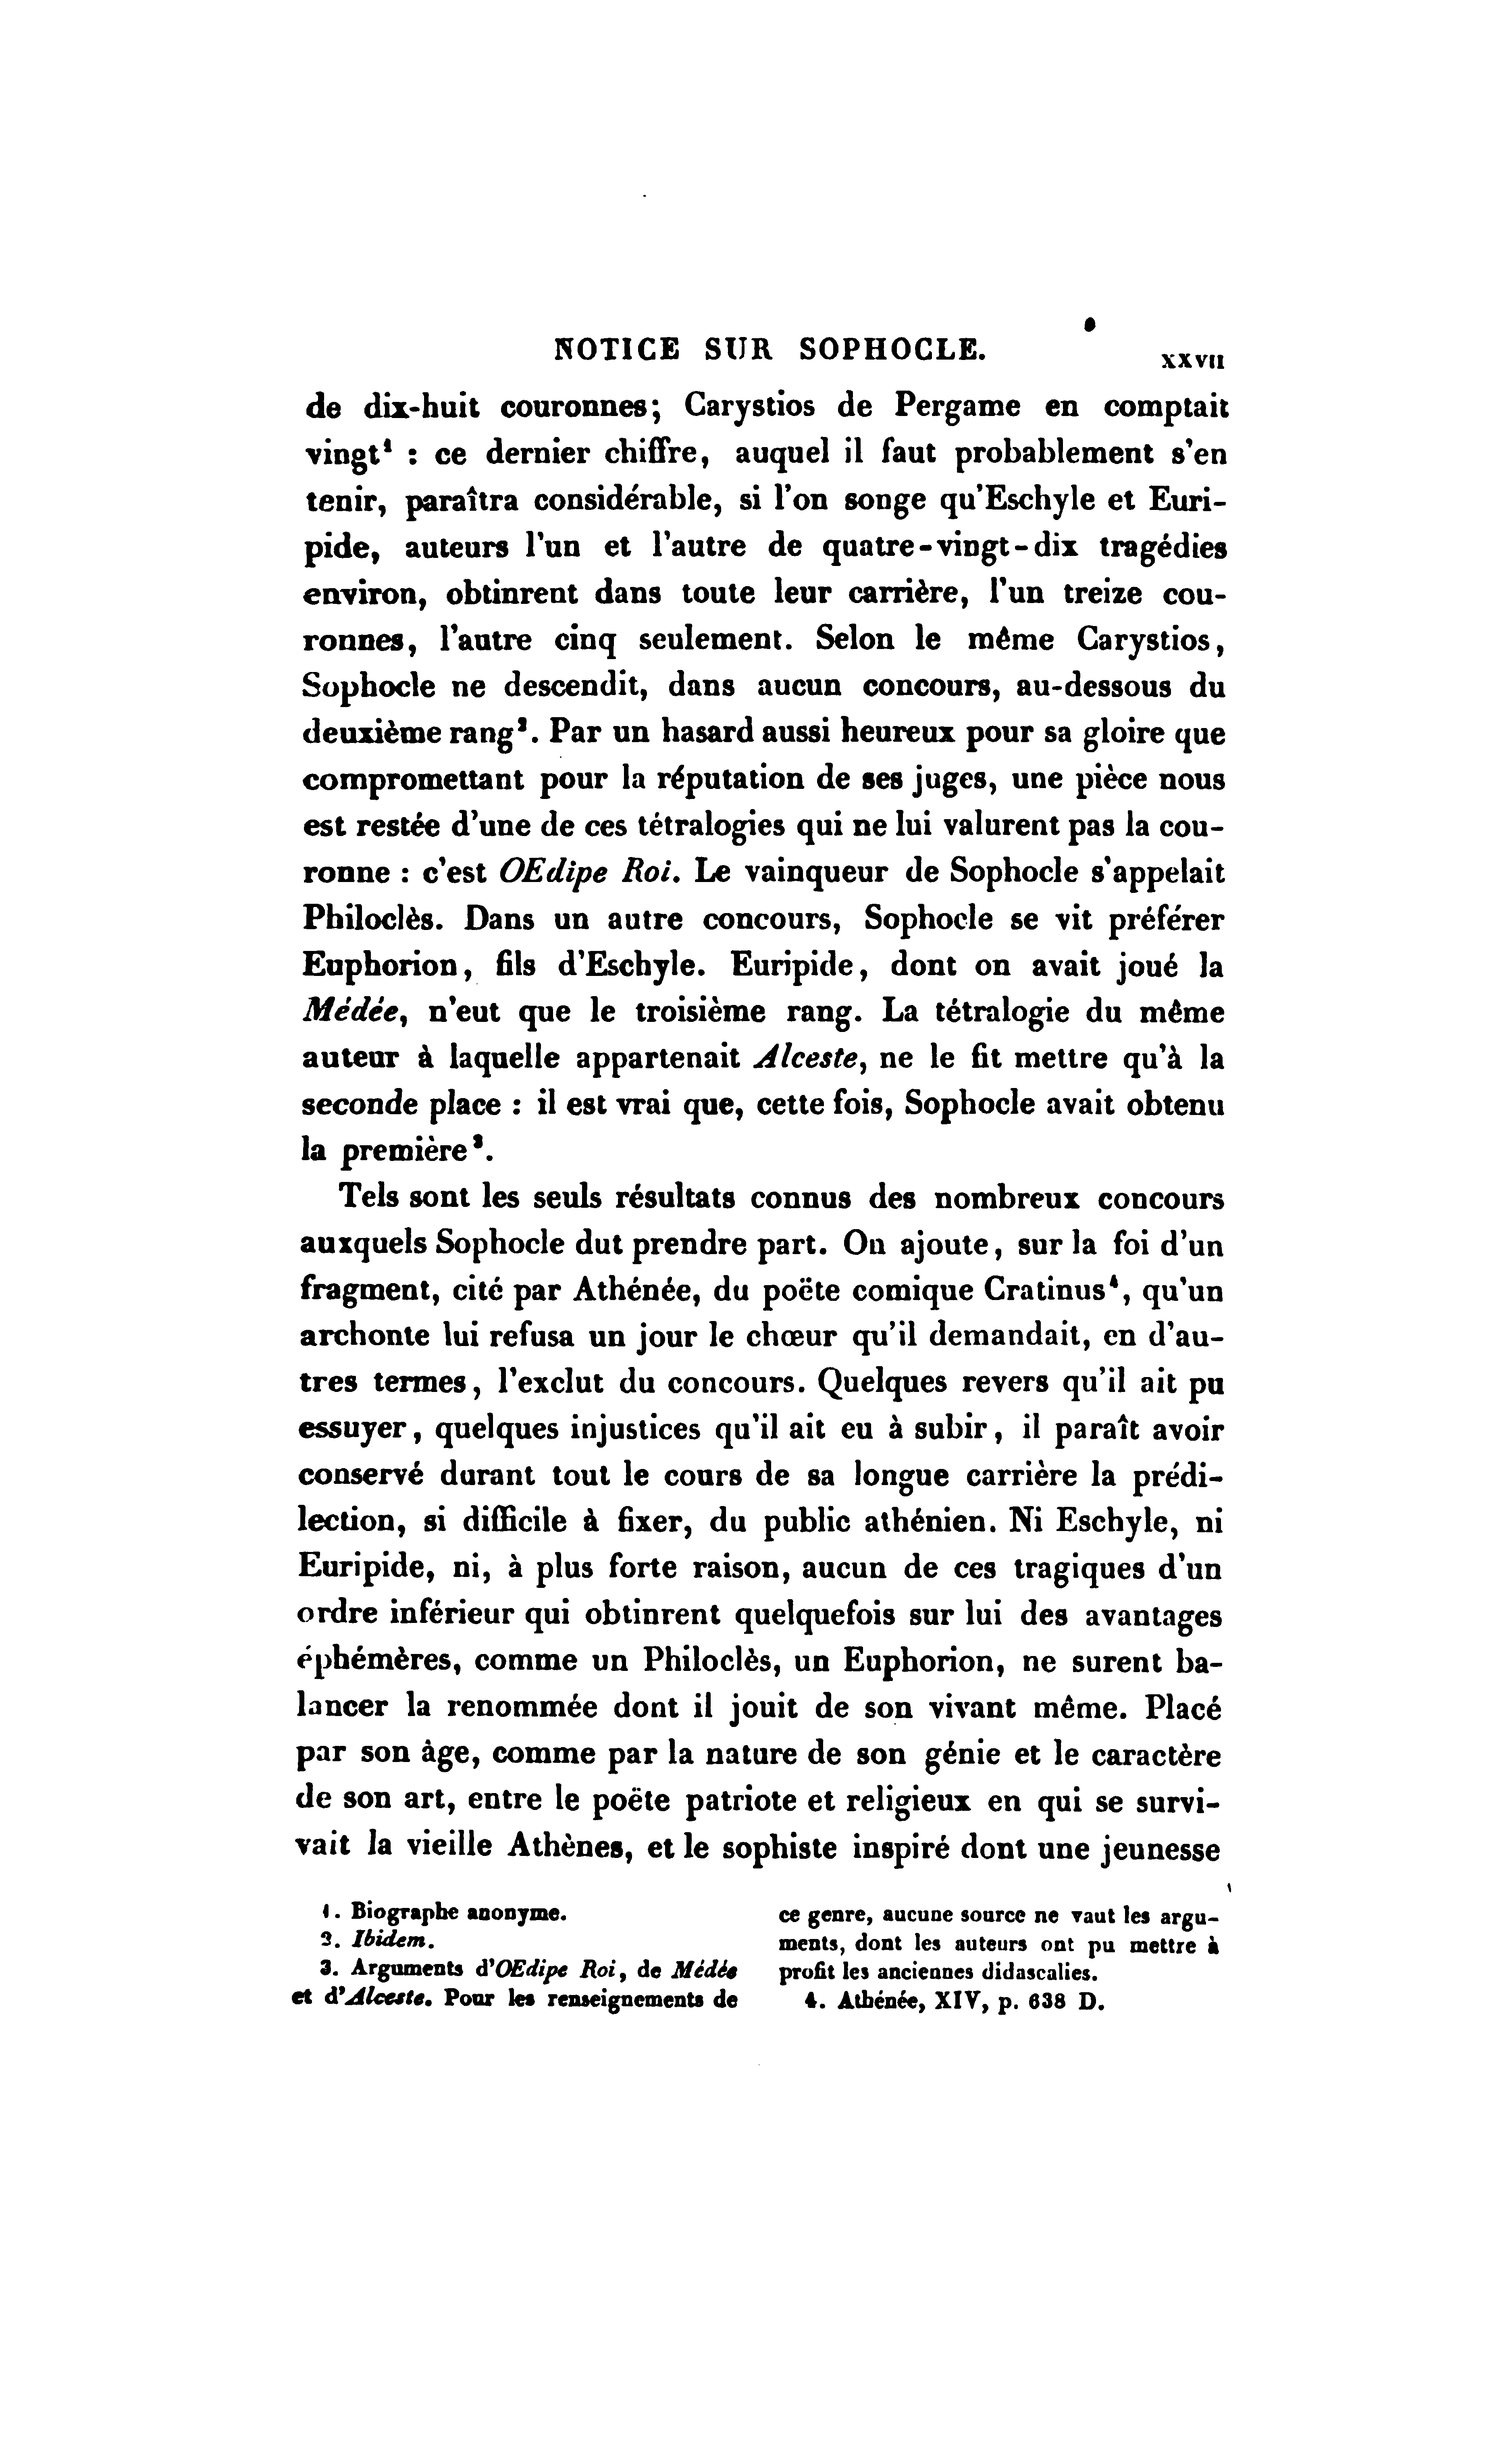 NOTICE SUR SOPHOCLE. XXVII
de dix-huit couronnes; Carystios de Pergame en comptait
vingt¹ : ce dernier chiffre, auquel il faut probablement s'en
tenir, paraîtra considérable, si l'on songe qu'Eschyle et Euri-
pide, auteurs l'un et l'autre de quatre-vingt-dix tragédies
environ, obtinrent dans toute leur carrière, l'un treize cou-
ronnes, l'autre cinq seulement. Selon le même Carystios,
Sophocle ne descendit, dans aucun concours, au-dessous du
deuxième rang². Par un hasard aussi heureux pour sa gloire que
compromettant pour la réputation de ses juges, une pièce nous
est restée d'une de ces tétralogies qui ne lui valurent pas la cou-
ronne : c'est OEdipe Roi. Le vainqueur de Sophocle s'appelait
Philoclès. Dans un autre concours, Sophocle se vit préférer
Euphorion, fils d'Eschyle. Euripide, dont on avait joué la
Médée, n'eut que le troisième rang. La tétralogie du même
auteur à laquelle appartenait Alceste, ne le fit mettre qu'à la
seconde place : il est vrai que, cette fois, Sophocle avait obtenu
la première³.
Tels sont les seuls résultats connus des nombreux concours
auxquels Sophocle dut prendre part. On ajoute, sur la foi d'un
fragment, cité par Athénée, du poëte comique Cratinus⁴, qu'un
archonte lui refusa un jour le chœur qu'il demandait, en d'au-
tres termes, l'exclut du concours. Quelques revers qu'il ait pu
essuyer, quelques injustices qu'il ait eu à subir, il paraît avoir
conservé durant tout le cours de sa longue carrière la prédi-
lection, si difficile à fixer, du public athénien. Ni Eschyle, ni
Euripide, ni, à plus forte raison, aucun de ces tragiques d'un
ordre inférieur qui obtinrent quelquefois sur lui des avantages
éphémères, comme un Philoclès, un Euphorion, ne surent ba-
lancer la renommée dont il jouit de son vivant même. Placé
par son âge, comme par la nature de son génie et le caractère
de son art, entre le poëte patriote et religieux en qui se survi-
vait la vieille Athènes, et le sophiste inspiré dont une jeunesse
1. Biographe anonyme.
2. Ibidem.
3. Arguments d'OEdipe Roi, de Médée
et d'Alceste. Pour les renseignements de
ce genre, aucune source ne vaut les argu-
ments, dont les auteurs ont pu mettre à
profit les anciennes didascalies.
4. Athénée, XIV, p. 638 D.